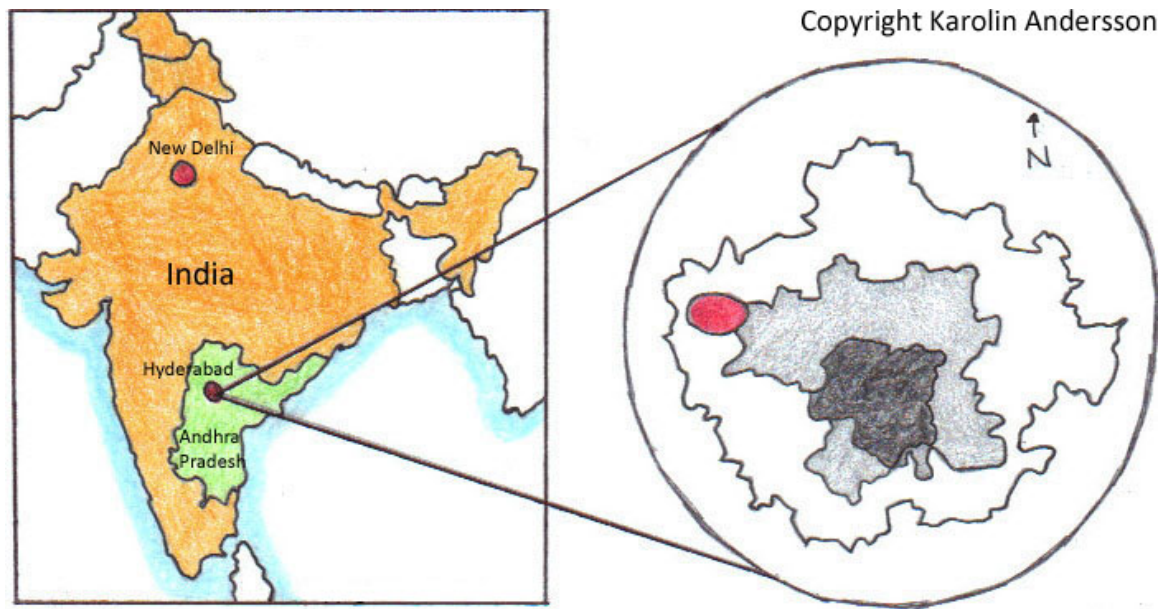 Copyright Karolin Andersson
N
New Delhi
India
Hyderabad
Andhra
Pradesh